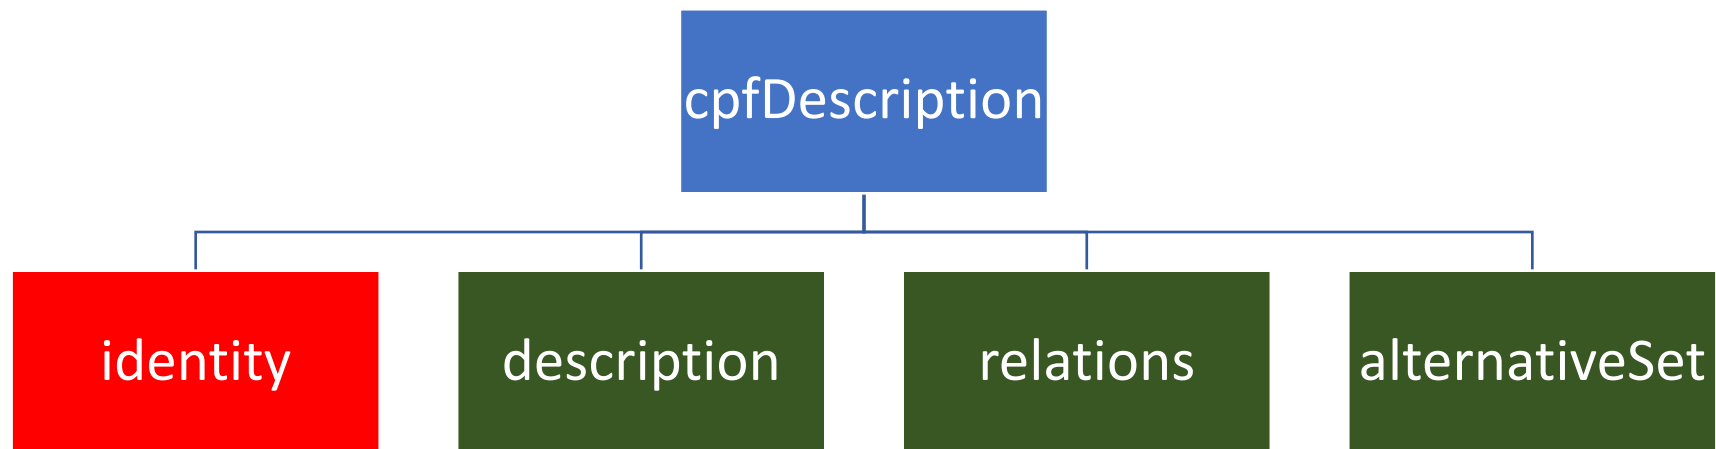 cpfDescription
identity
description
relations
alternativeSet